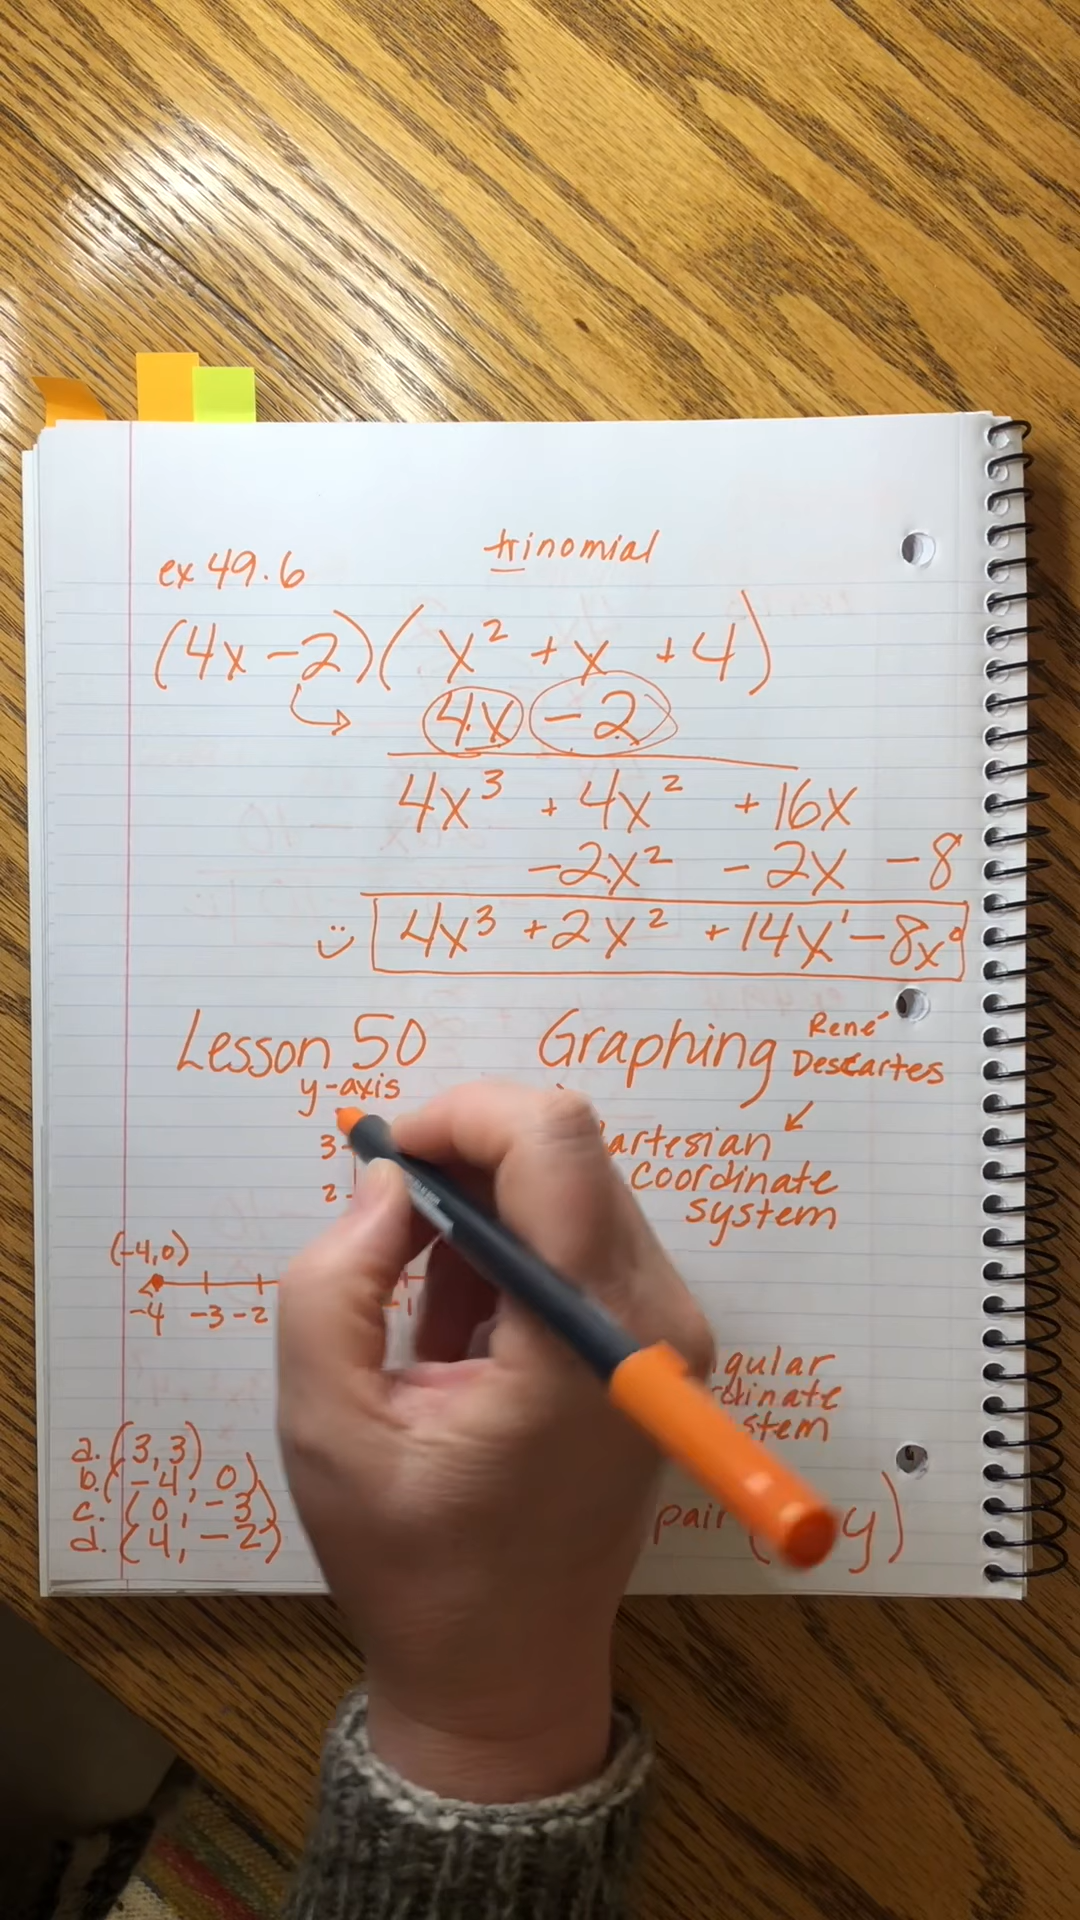 trinomial
ex 49.6
(4x - 2)(x² + x + 4)
4x - 2
4x³ + 4x² + 16x
-2x² - 2x - 8
4x³ + 2x² + 14x¹ - 8x⁰
Lesson 50
Graphing
René
Descartes
y-axis
3
2
artesian
coordinate
system
(-4,0)
-4 -3 -2
-1
gular
dinate
stem
a. (3,3)
b. (-4, 0)
c. (0, -3)
d. (4, -2)
pair ( y)